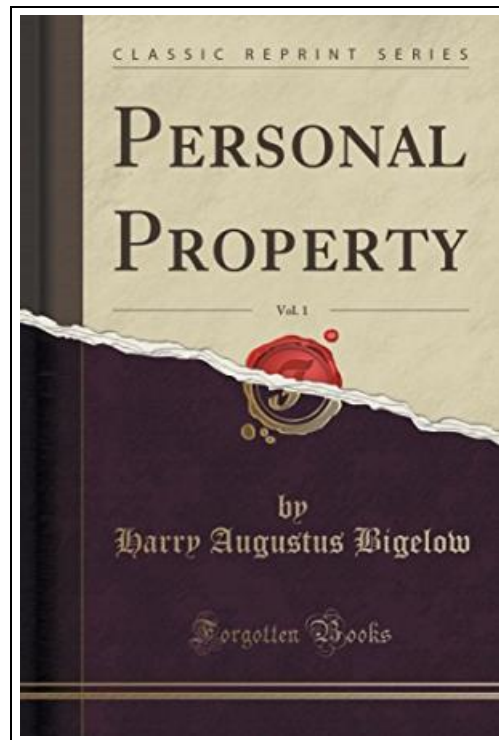 CLASSIC REPRINT SERIES
PERSONAL
PROPERTY
Vol. 1
by
Harry Augustus Bigelow
Forgotten Books